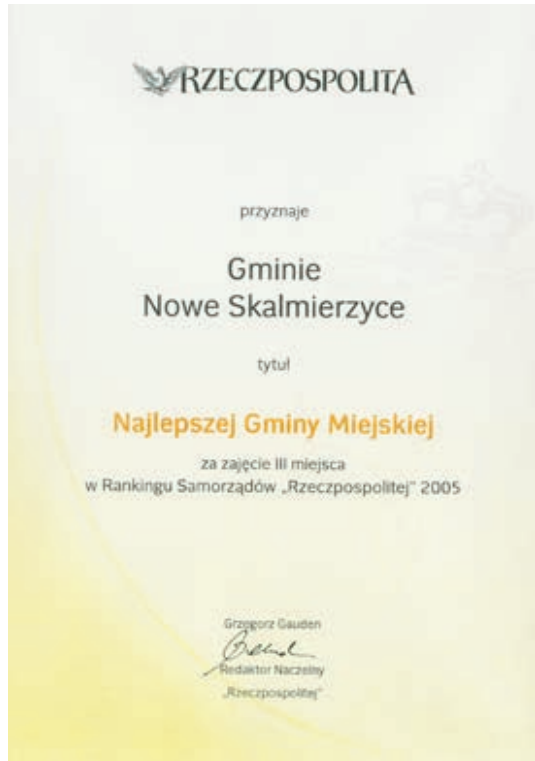 RZECZPOSPOLITA
przyznaje
Gminie
Nowe Skalmierzyce
tytuł
Najlepszej Gminy Miejskiej
za zajęcie III miejsca
w Rankingu Samorządów „Rzeczpospolitej” 2005
Grzegorz Gauden
Redaktor Naczelny
„Rzeczpospolitej”